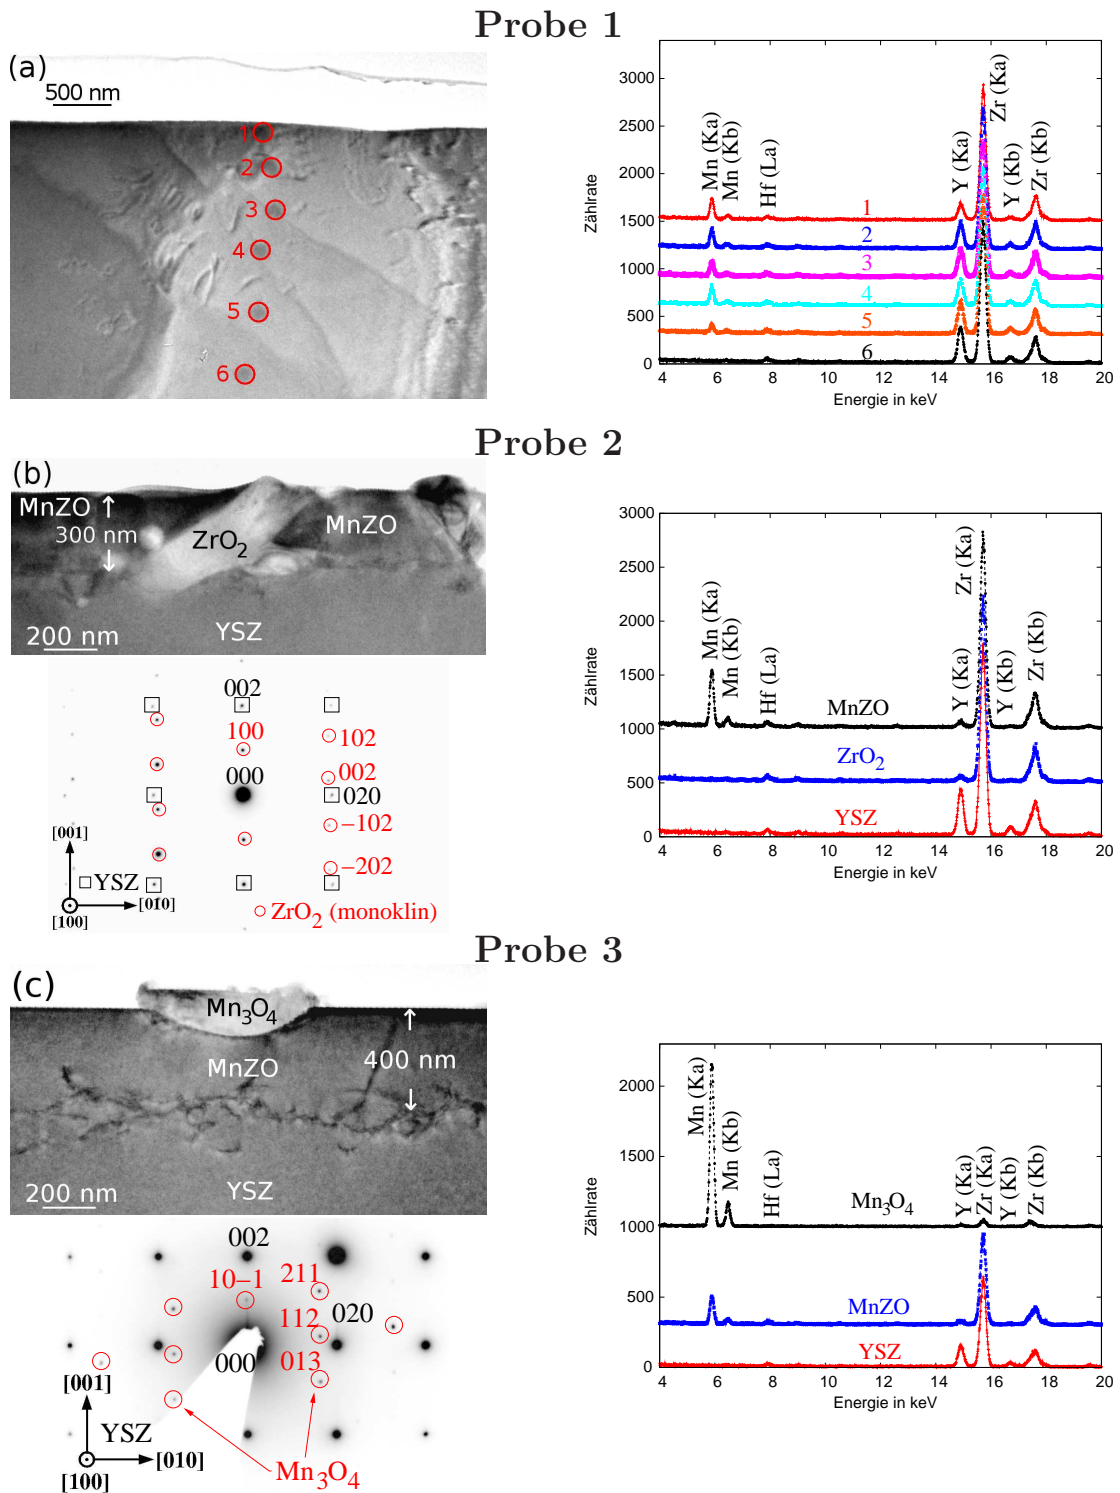 Probe 1
(a)
500 nm
1
2
3
4
5
6
Zählrate
3000
2500
2000
1500
1000
500
0
Mn (Ka)
Mn (Kb)
Hf (La)
Y (Ka)
Zr (Ka)
Y (Kb)
Zr (Kb)
1
2
3
4
5
6
4 6 8 10 12 14 16 18 20
Energie in keV
Probe 2
(b)
MnZO
300 nm
ZrO2
MnZO
YSZ
200 nm
002
100
102
000
002
020
−102
−202
[001]
YSZ
[010]
[100]
ZrO2 (monoklin)
Zählrate
3000
2500
2000
1500
1000
500
0
Mn (Ka)
Mn (Kb)
Hf (La)
Y (Ka)
Zr (Ka)
Y (Kb)
Zr (Kb)
MnZO
ZrO2
YSZ
4 6 8 10 12 14 16 18 20
Energie in keV
Probe 3
(c)
Mn3O4
MnZO
400 nm
YSZ
200 nm
002
10−1
211
112
020
000
013
[001]
YSZ
[010]
[100]
Mn3O4
Zählrate
2000
1500
1000
500
0
Mn (Ka)
Mn (Kb)
Hf (La)
Y (Ka)
Zr (Ka)
Y (Kb)
Zr (Kb)
Mn3O4
MnZO
YSZ
4 6 8 10 12 14 16 18 20
Energie in keV